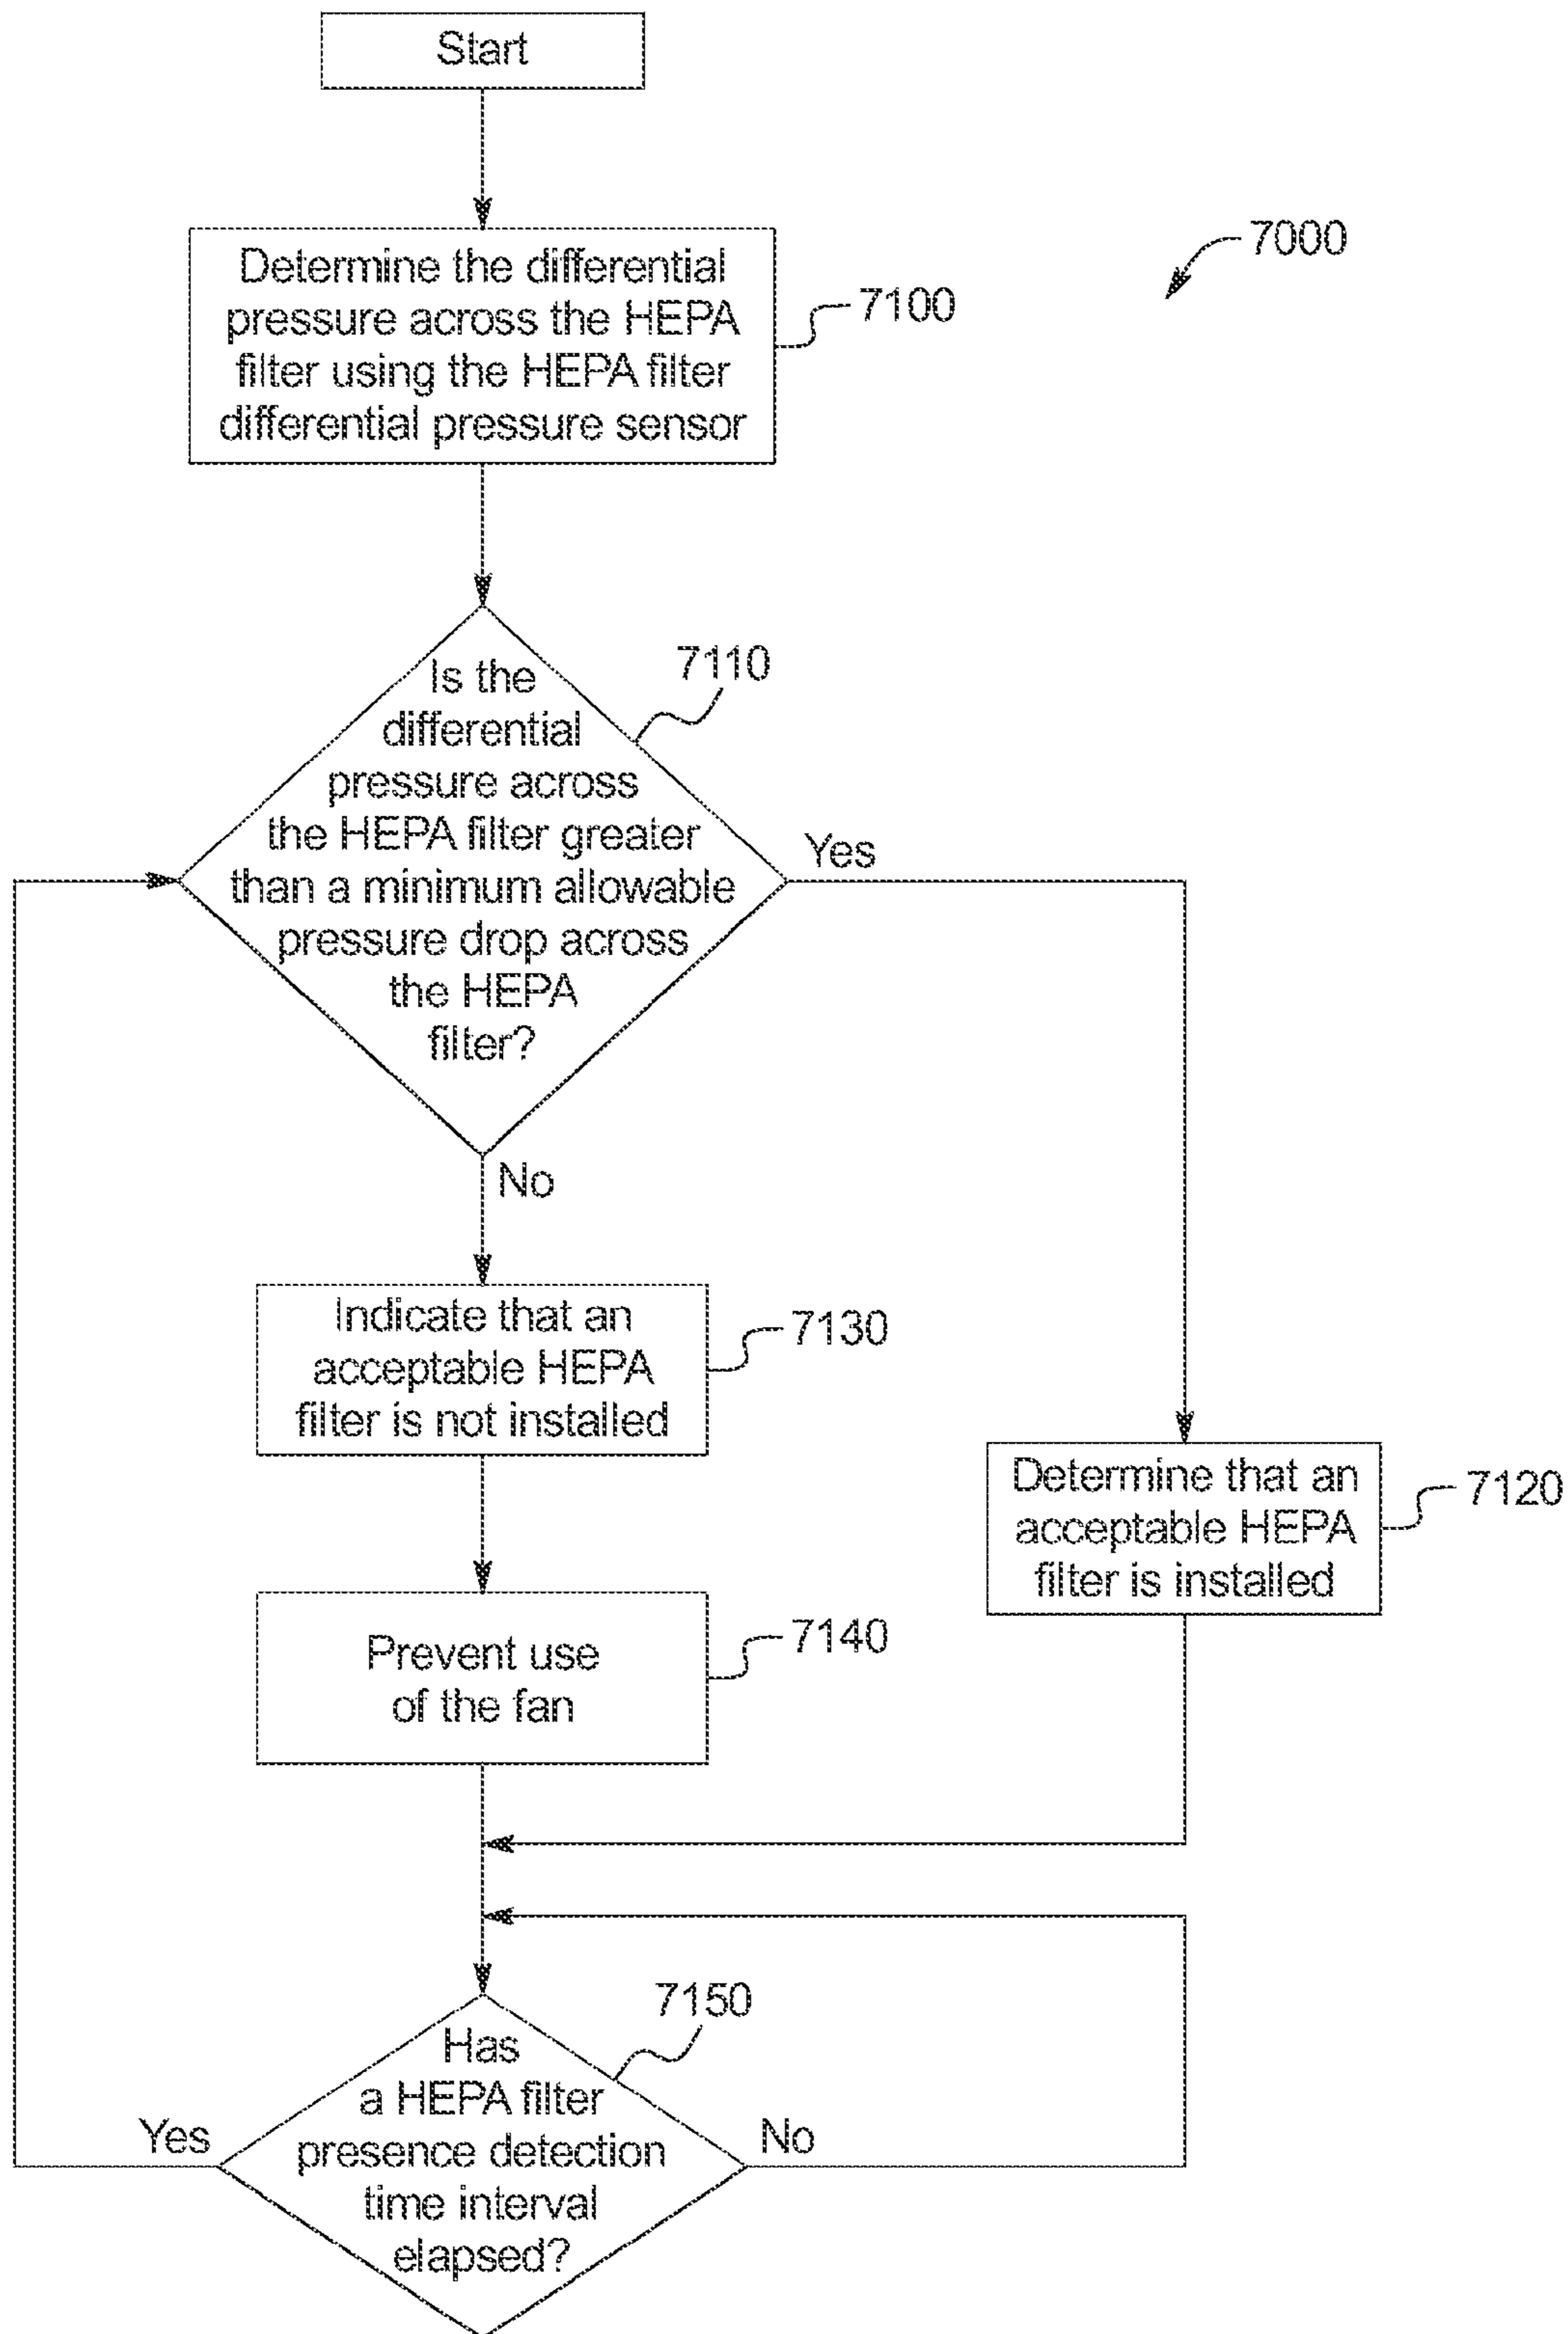 Start
7000
Determine the differential
pressure across the HEPA
filter using the HEPA filter
differential pressure sensor
7100
7110
Is the
differential
pressure across
the HEPA filter greater
than a minimum allowable
pressure drop across
the HEPA
filter?
Yes
No
Indicate that an
acceptable HEPA
filter is not installed
7130
Determine that an
acceptable HEPA
filter is installed
7120
Prevent use
of the fan
7140
7150
Has
a HEPA filter
presence detection
time interval
elapsed?
Yes
No